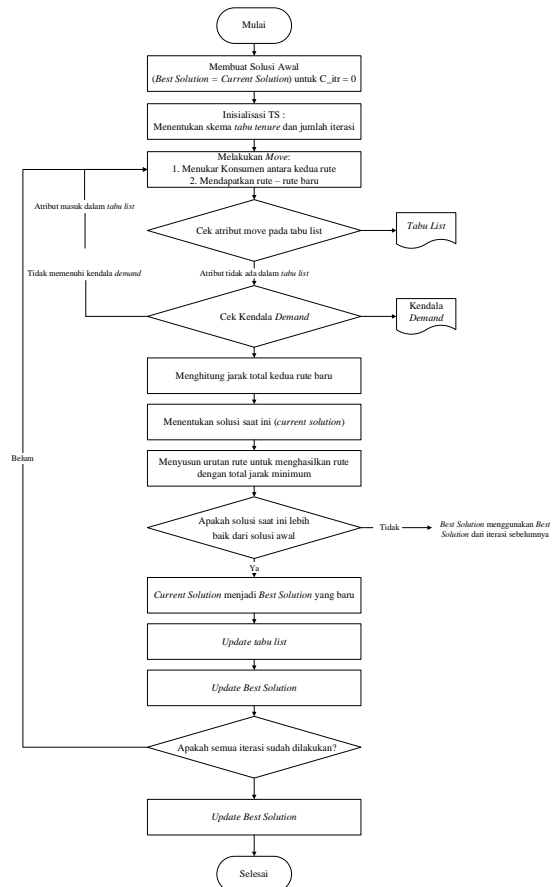 Mulai
Membuat Solusi Awal
(Best Solution = Current Solution) untuk C_itr = 0
Inisialisasi TS :
Menentukan skema tabu tenure dan jumlah iterasi
Melakukan Move:
1. Menukar Konsumen antara kedua rute
2. Mendapatkan rute – rute baru
Atribut masuk dalam tabu list
Cek atribut move pada tabu list
Tabu List
Tidak memenuhi kendala demand
Atribut tidak ada dalam tabu list
Cek Kendala Demand
Kendala
Demand
Menghitung jarak total kedua rute baru
Menentukan solusi saat ini (current solution)
Belum
Menyusun urutan rute untuk menghasilkan rute
dengan total jarak minimum
Apakah solusi saat ini lebih
baik dari solusi awal
Tidak
Best Solution menggunakan Best
Solution dari iterasi sebelumnya
Ya
Current Solution menjadi Best Solution yang baru
Update tabu list
Update Best Solution
Apakah semua iterasi sudah dilakukan?
Update Best Solution
Selesai